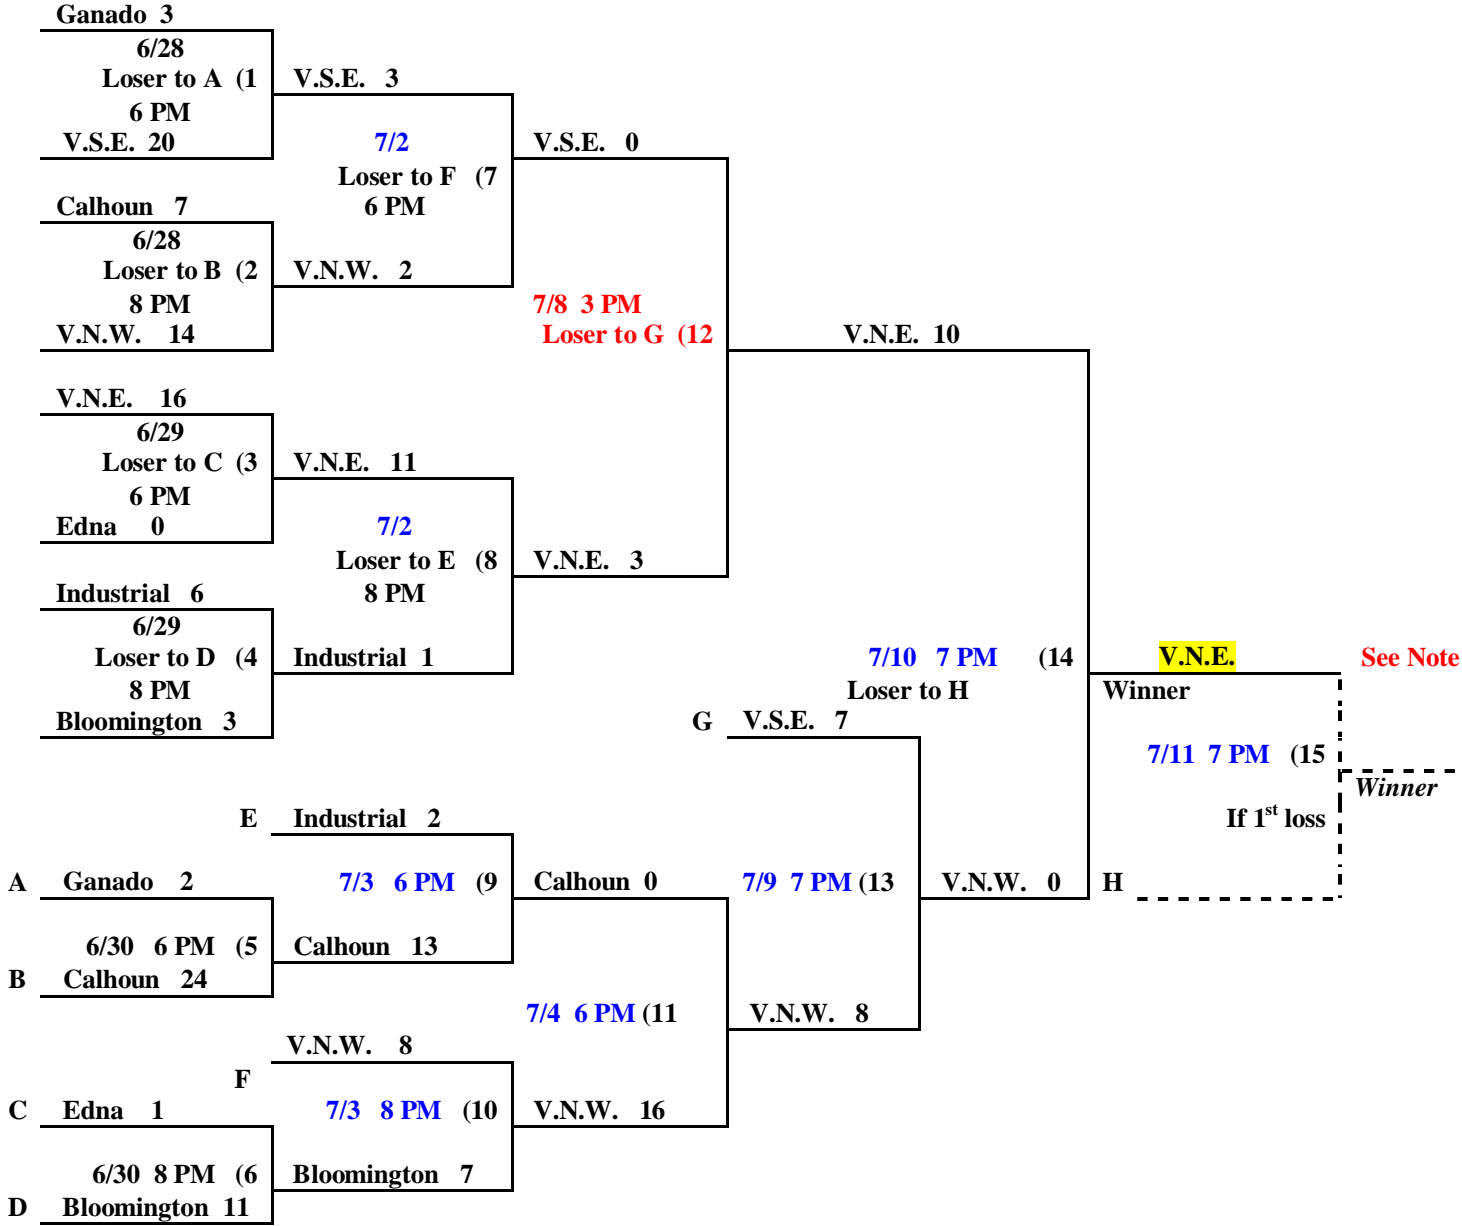 Ganado 3
6/28
Loser to A (1
6 PM
V.S.E. 20
V.S.E. 3
7/2
Loser to F (7
6 PM
V.S.E. 0
Calhoun 7
6/28
Loser to B (2
8 PM
V.N.W. 14
V.N.W. 2
7/8 3 PM
Loser to G (12
V.N.E. 10
V.N.E. 16
6/29
Loser to C (3
6 PM
Edna 0
V.N.E. 11
7/2
Loser to E (8
8 PM
V.N.E. 3
Industrial 6
6/29
Loser to D (4
8 PM
Bloomington 3
Industrial 1
7/10 7 PM (14
Loser to H
V.N.E.
See Note
Winner
G V.S.E. 7
7/11 7 PM (15
Winner
If 1st loss
E Industrial 2
A Ganado 2
7/3 6 PM (9
Calhoun 0
7/9 7 PM (13
V.N.W. 0
H
6/30 6 PM (5
Calhoun 13
B Calhoun 24
7/4 6 PM (11
V.N.W. 8
V.N.W. 8
F
C Edna 1
7/3 8 PM (10
V.N.W. 16
6/30 8 PM (6
Bloomington 7
D Bloomington 11